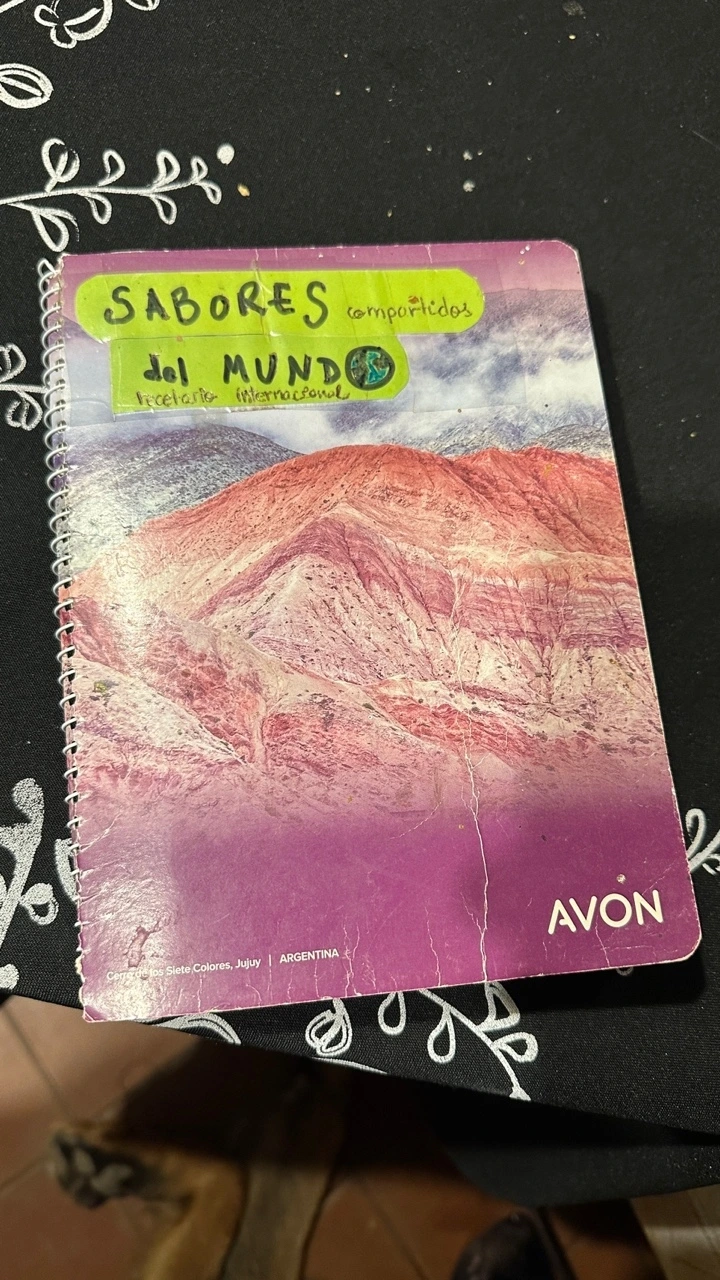 SABORES compartidos
del MUNDO
recetario internacional
AVON
Cerro de los Siete Colores, Jujuy | ARGENTINA